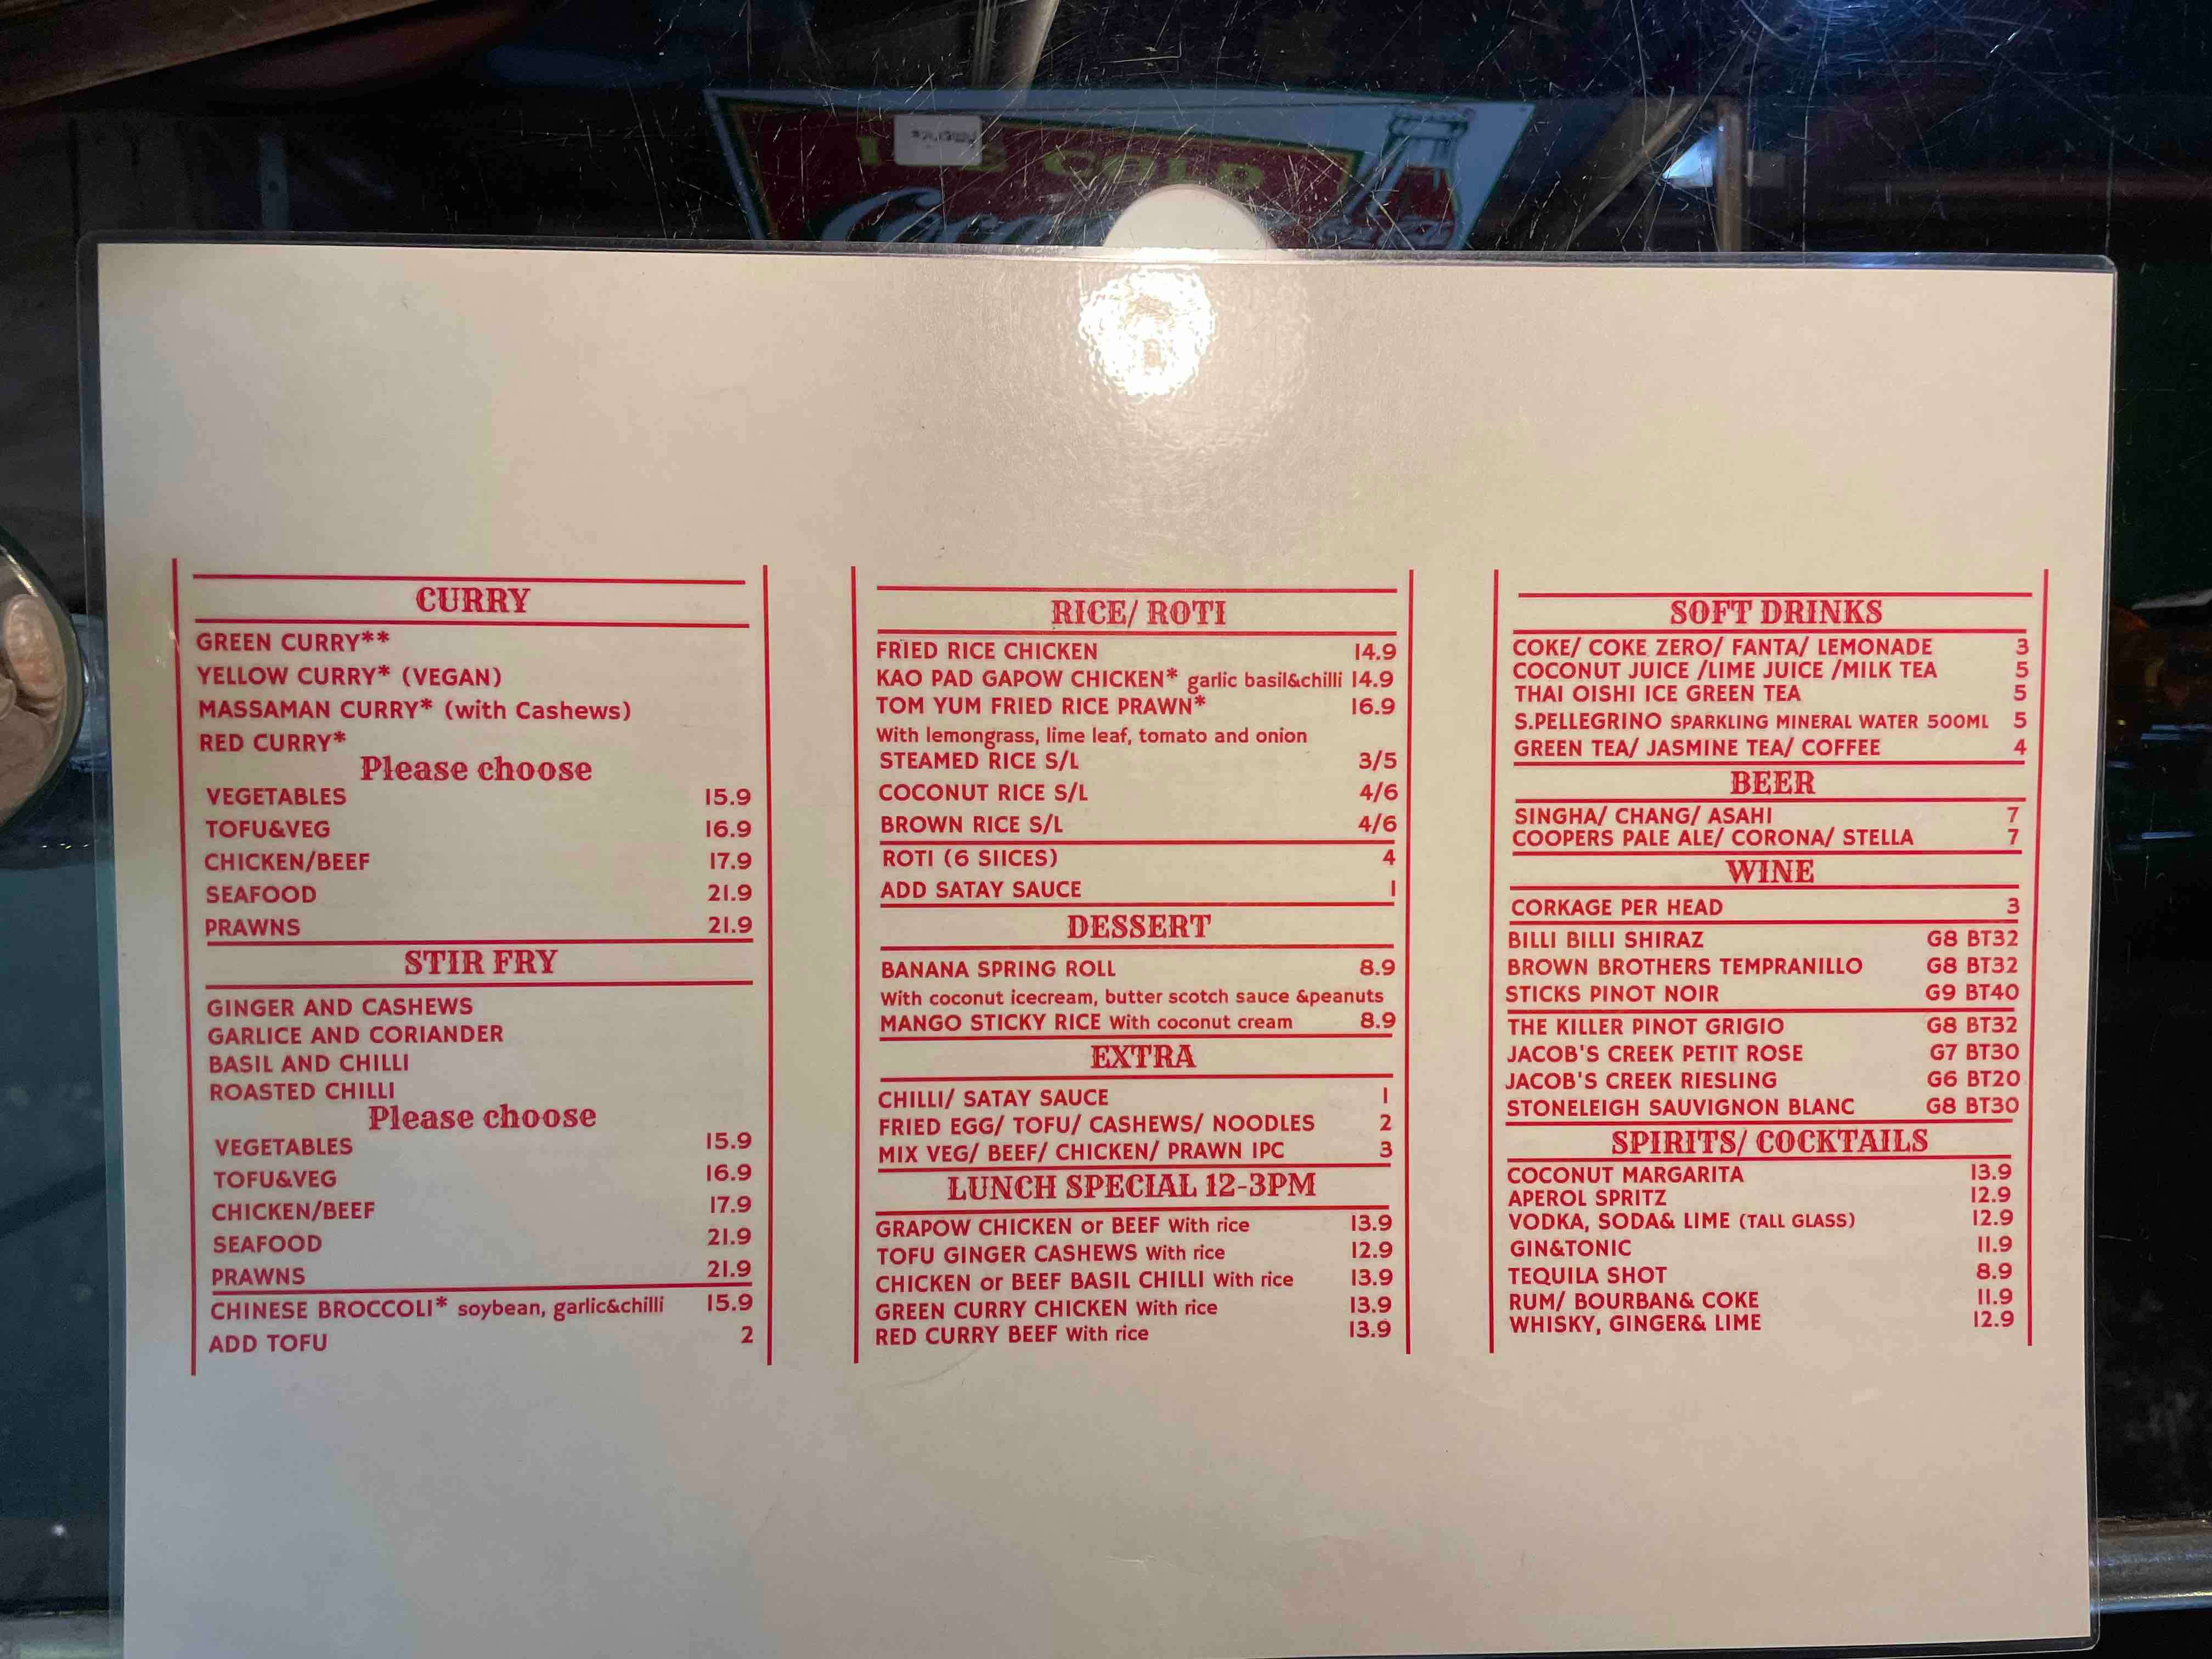 ICE COLD
CURRY
GREEN CURRY**
YELLOW CURRY* (VEGAN)
MASSAMAN CURRY* (with Cashews)
RED CURRY*
Please choose
VEGETABLES 15.9
TOFU&VEG 16.9
CHICKEN/BEEF 17.9
SEAFOOD 21.9
PRAWNS 21.9
STIR FRY
GINGER AND CASHEWS
GARLICE AND CORIANDER
BASIL AND CHILLI
ROASTED CHILLI
Please choose
VEGETABLES 15.9
TOFU&VEG 16.9
CHICKEN/BEEF 17.9
SEAFOOD 21.9
PRAWNS 21.9
CHINESE BROCCOLI* soybean, garlic&chilli 15.9
ADD TOFU 2
RICE/ ROTI
FRIED RICE CHICKEN 14.9
KAO PAD GAPOW CHICKEN* garlic basil&chilli 14.9
TOM YUM FRIED RICE PRAWN* 16.9
With lemongrass, lime leaf, tomato and onion
STEAMED RICE S/L 3/5
COCONUT RICE S/L 4/6
BROWN RICE S/L 4/6
ROTI (6 SIICES) 4
ADD SATAY SAUCE 1
DESSERT
BANANA SPRING ROLL 8.9
With coconut icecream, butter scotch sauce &peanuts
MANGO STICKY RICE With coconut cream 8.9
EXTRA
CHILLI/ SATAY SAUCE 1
FRIED EGG/ TOFU/ CASHEWS/ NOODLES 2
MIX VEG/ BEEF/ CHICKEN/ PRAWN 1PC 3
LUNCH SPECIAL 12-3PM
GRAPOW CHICKEN or BEEF With rice 13.9
TOFU GINGER CASHEWS With rice 12.9
CHICKEN or BEEF BASIL CHILLI With rice 13.9
GREEN CURRY CHICKEN With rice 13.9
RED CURRY BEEF With rice 13.9
SOFT DRINKS
COKE/ COKE ZERO/ FANTA/ LEMONADE 3
COCONUT JUICE /LIME JUICE /MILK TEA 5
THAI OISHI ICE GREEN TEA 5
S.PELLEGRINO SPARKLING MINERAL WATER 500ML 5
GREEN TEA/ JASMINE TEA/ COFFEE 4
BEER
SINGHA/ CHANG/ ASAHI 7
COOPERS PALE ALE/ CORONA/ STELLA 7
WINE
CORKAGE PER HEAD 3
BILLI BILLI SHIRAZ G8 BT32
BROWN BROTHERS TEMPRANILLO G8 BT32
STICKS PINOT NOIR G9 BT40
THE KILLER PINOT GRIGIO G8 BT32
JACOB'S CREEK PETIT ROSE G7 BT30
JACOB'S CREEK RIESLING G6 BT20
STONELEIGH SAUVIGNON BLANC G8 BT30
SPIRITS/ COCKTAILS
COCONUT MARGARITA 13.9
APEROL SPRITZ 12.9
VODKA, SODA& LIME (TALL GLASS) 12.9
GIN&TONIC 11.9
TEQUILA SHOT 8.9
RUM/ BOURBAN& COKE 11.9
WHISKY, GINGER& LIME 12.9